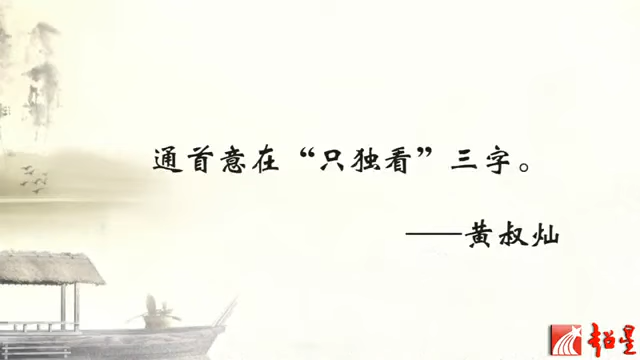 通首意在“只独看”三字。
——黄叔灿
超星